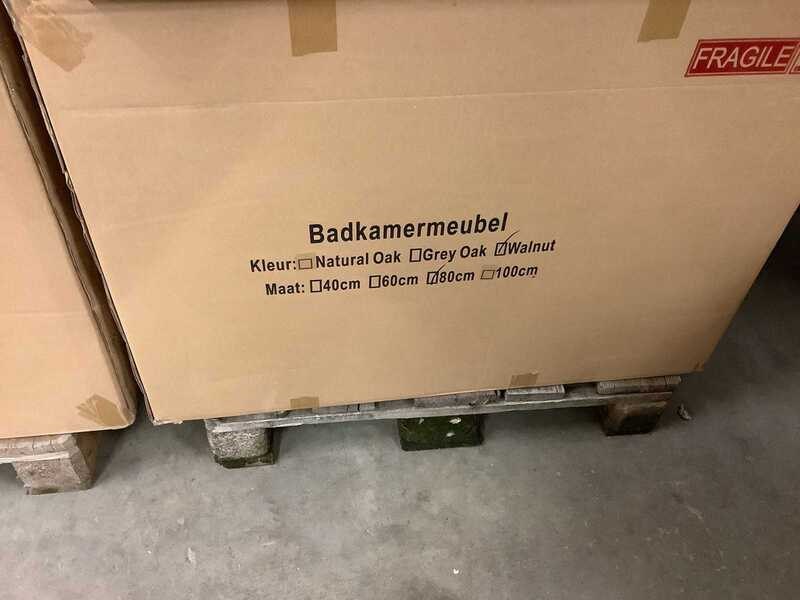 FRAGILE
Badkamermeubel
Kleur: Natural Oak Grey Oak Walnut
Maat: 40cm 60cm 80cm 100cm